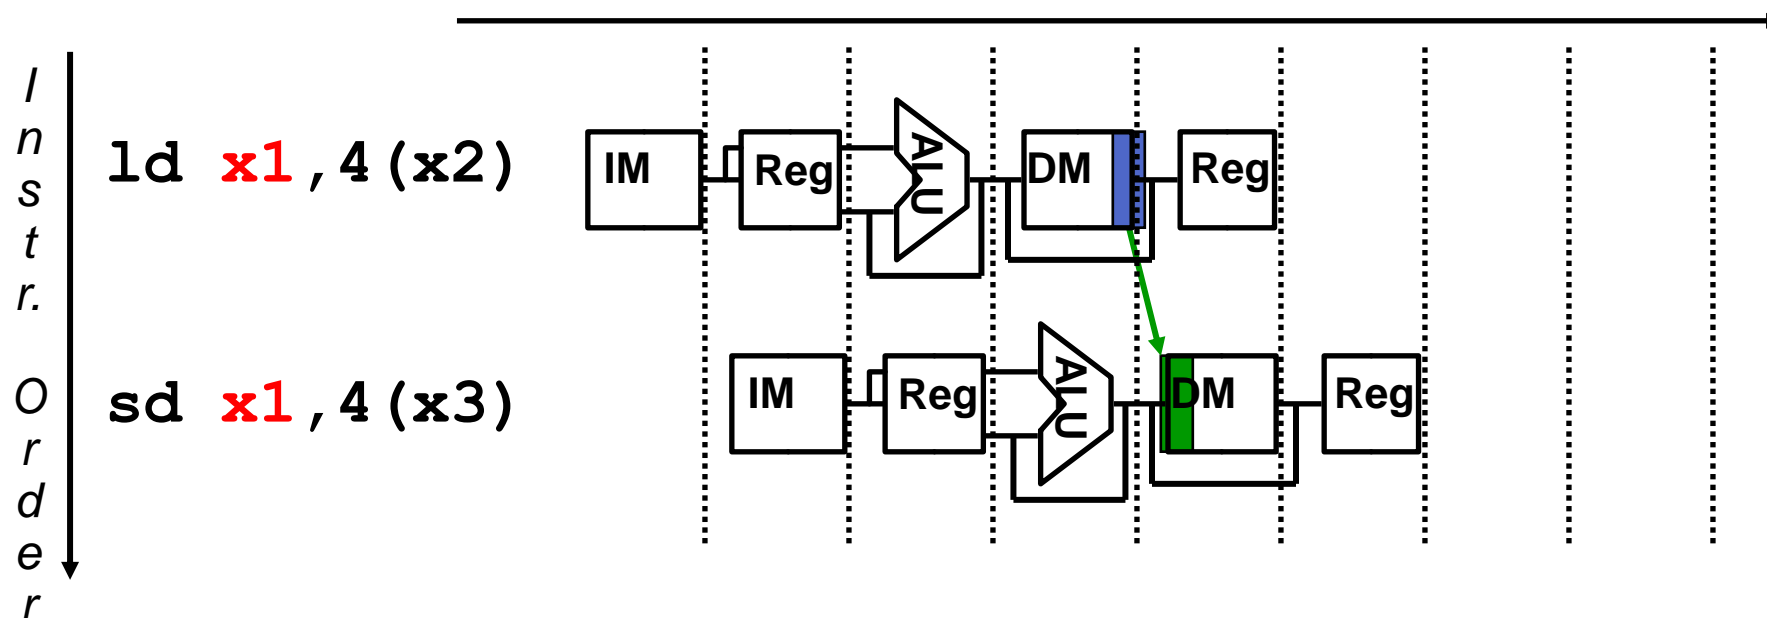 Instr. Order
ld x1,4(x2)
IM Reg ALU DM Reg
sd x1,4(x3)
IM Reg ALU DM Reg